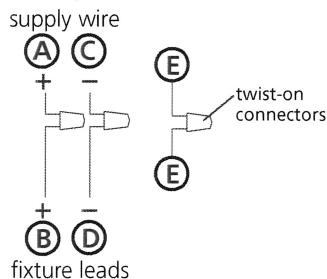 supply wire
A C
+ −
E
twist-on
connectors
E
+ −
B D
fixture leads